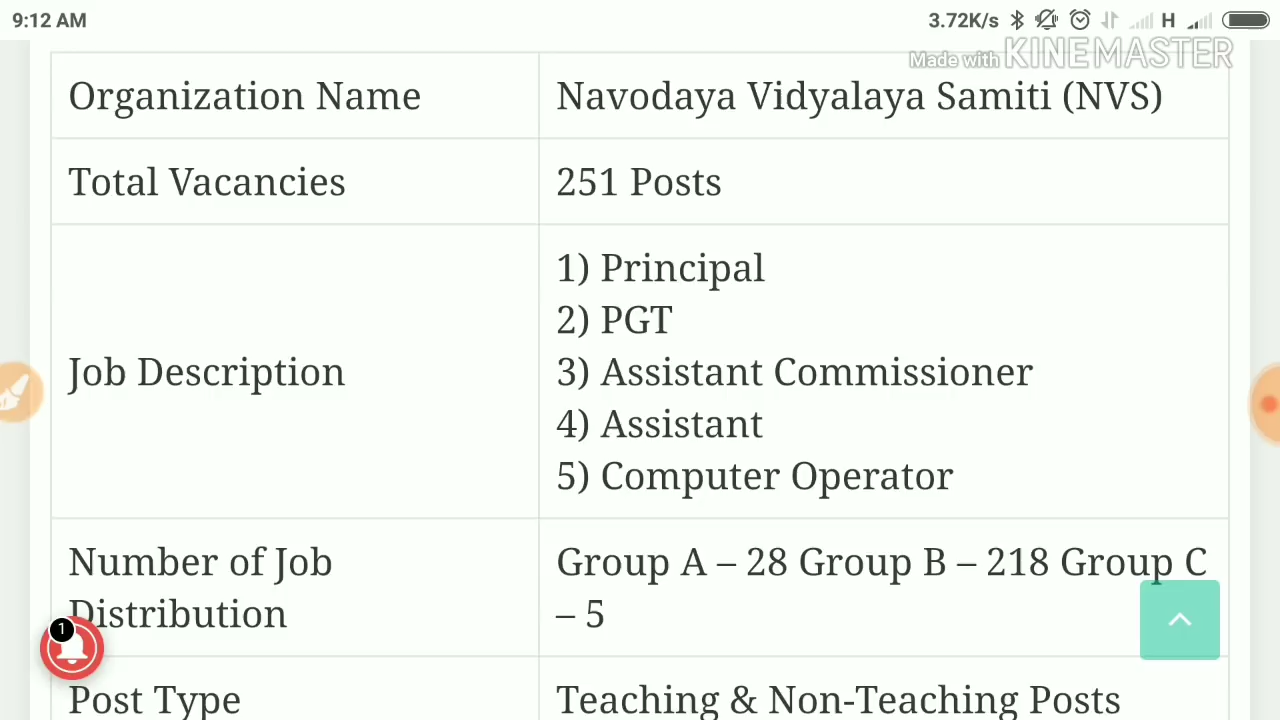 9:12 AM
3.72K/s
H
Made with KINEMASTER
Organization Name
Navodaya Vidyalaya Samiti (NVS)
Total Vacancies
251 Posts
Job Description
1) Principal
2) PGT
3) Assistant Commissioner
4) Assistant
5) Computer Operator
Number of Job
Distribution
Group A – 28 Group B – 218 Group C
– 5
1
Post Type
Teaching & Non-Teaching Posts